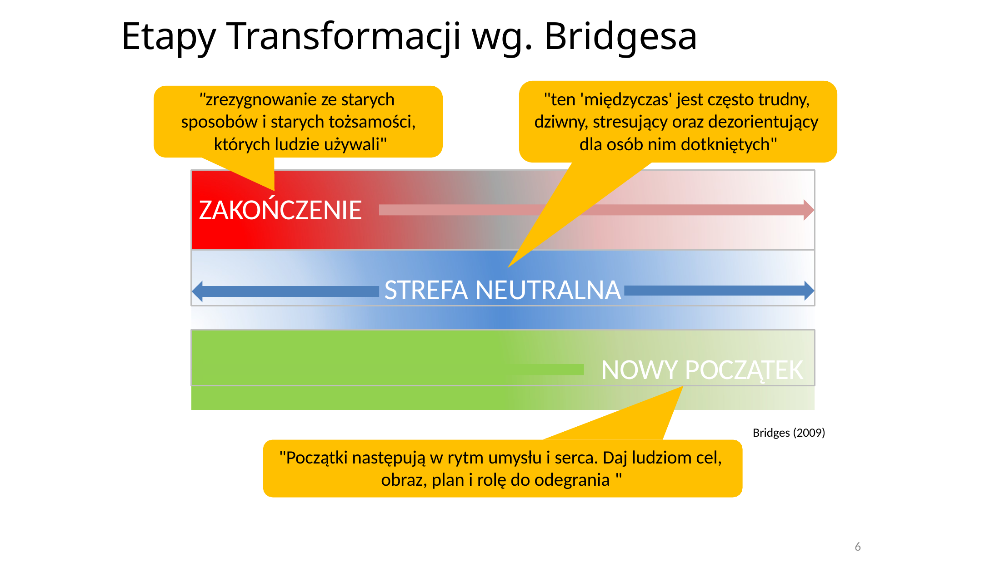 Etapy Transformacji wg. Bridgesa
"zrezygnowanie ze starych
sposobów i starych tożsamości,
których ludzie używali"
"ten 'międzyczas' jest często trudny,
dziwny, stresujący oraz dezorientujący
dla osób nim dotkniętych"
ZAKOŃCZENIE
STREFA NEUTRALNA
NOWY POCZĄTEK
Bridges (2009)
"Początki następują w rytm umysłu i serca. Daj ludziom cel,
obraz, plan i rolę do odegrania "
6